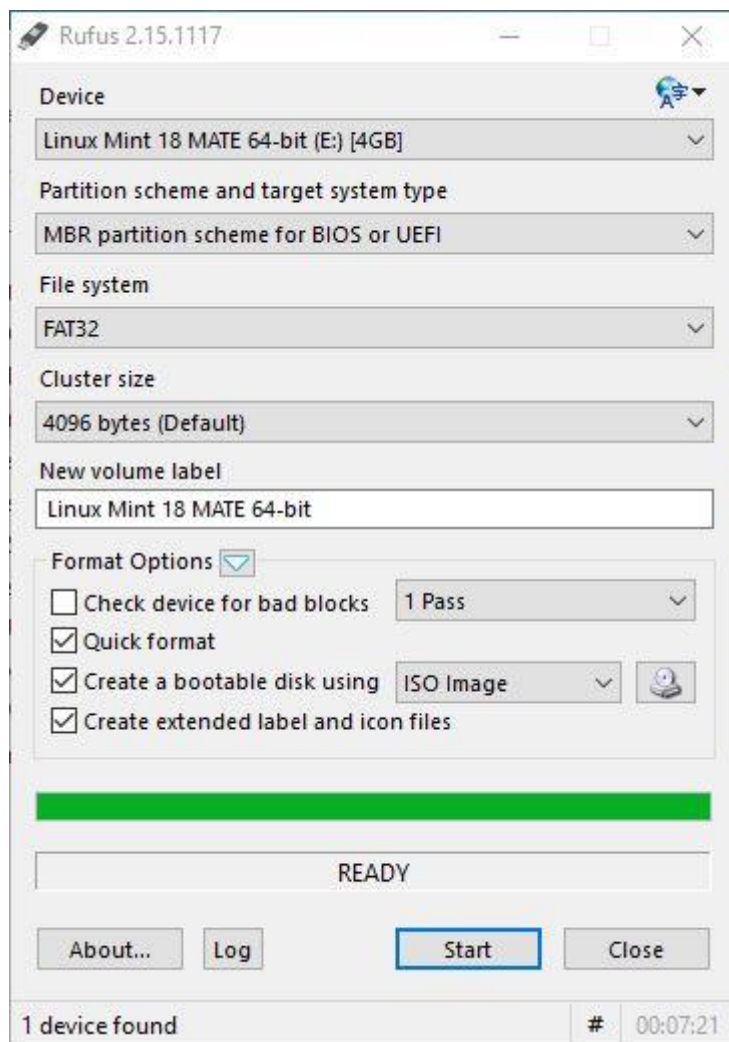 Rufus 2.15.1117
Device
Linux Mint 18 MATE 64-bit (E:) [4GB]
Partition scheme and target system type
MBR partition scheme for BIOS or UEFI
File system
FAT32
Cluster size
4096 bytes (Default)
New volume label
Linux Mint 18 MATE 64-bit
Format Options
Check device for bad blocks 1 Pass
Quick format
Create a bootable disk using ISO Image
Create extended label and icon files
READY
About... Log Start Close
1 device found # 00:07:21